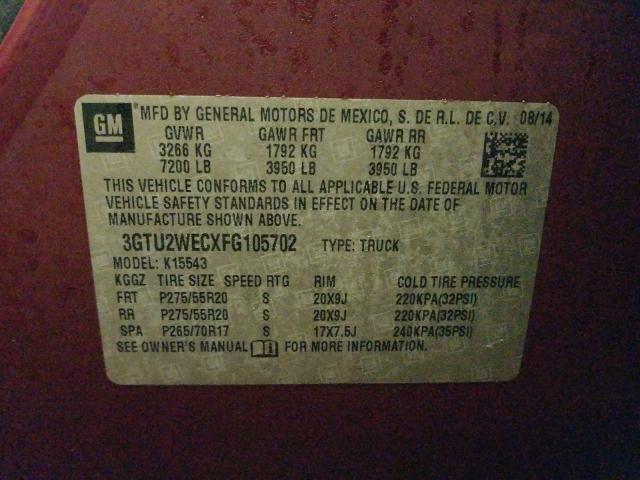 GM
MFD BY GENERAL MOTORS DE MEXICO, S. DE R.L. DE C.V. 08/14
GVWR GAWR FRT GAWR RR
3266 KG 1792 KG 1792 KG
7200 LB 3950 LB 3950 LB
THIS VEHICLE CONFORMS TO ALL APPLICABLE U.S. FEDERAL MOTOR
VEHICLE SAFETY STANDARDS IN EFFECT ON THE DATE OF
MANUFACTURE SHOWN ABOVE.
3GTU2WECXFG105702 TYPE: TRUCK
MODEL: K15543
KGGZ TIRE SIZE SPEED RTG RIM COLD TIRE PRESSURE
FRT P275/55R20 S 20X9J 220KPA(32PSI)
RR P275/55R20 S 20X9J 220KPA(32PSI)
SPA P265/70R17 S 17X7.5J 240KPA(35PSI)
SEE OWNER'S MANUAL FOR MORE INFORMATION.